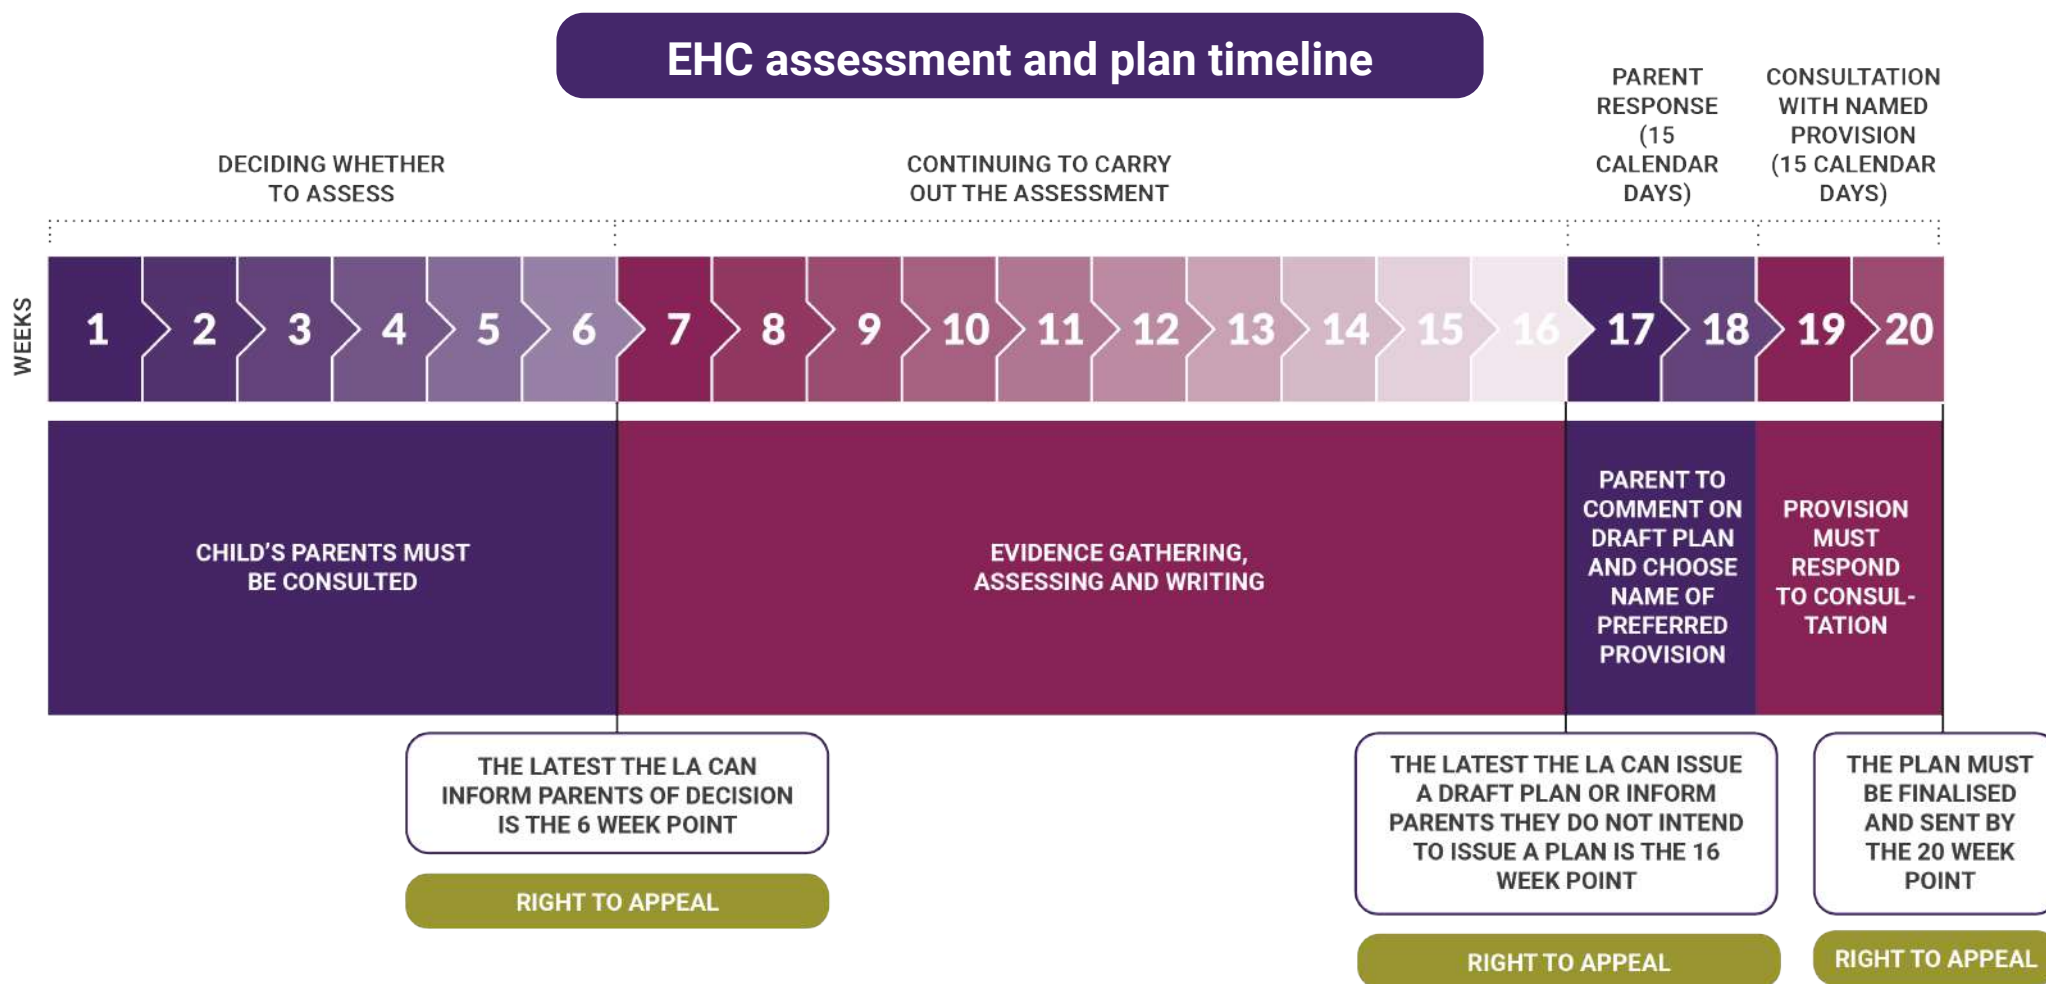 EHC assessment and plan timeline
DECIDING WHETHER
TO ASSESS
CONTINUING TO CARRY
OUT THE ASSESSMENT
PARENT
RESPONSE
(15
CALENDAR
DAYS)
CONSULTATION
WITH NAMED
PROVISION
(15 CALENDAR
DAYS)
WEEKS
1 2 3 4 5 6 7 8 9 10 11 12 13 14 15 16 17 18 19 20
CHILD'S PARENTS MUST
BE CONSULTED
EVIDENCE GATHERING,
ASSESSING AND WRITING
PARENT TO
COMMENT ON
DRAFT PLAN
AND CHOOSE
NAME OF
PREFERRED
PROVISION
PROVISION
MUST
RESPOND
TO CONSUL-
TATION
THE LATEST THE LA CAN
INFORM PARENTS OF DECISION
IS THE 6 WEEK POINT
RIGHT TO APPEAL
THE LATEST THE LA CAN ISSUE
A DRAFT PLAN OR INFORM
PARENTS THEY DO NOT INTEND
TO ISSUE A PLAN IS THE 16
WEEK POINT
RIGHT TO APPEAL
THE PLAN MUST
BE FINALISED
AND SENT BY
THE 20 WEEK
POINT
RIGHT TO APPEAL